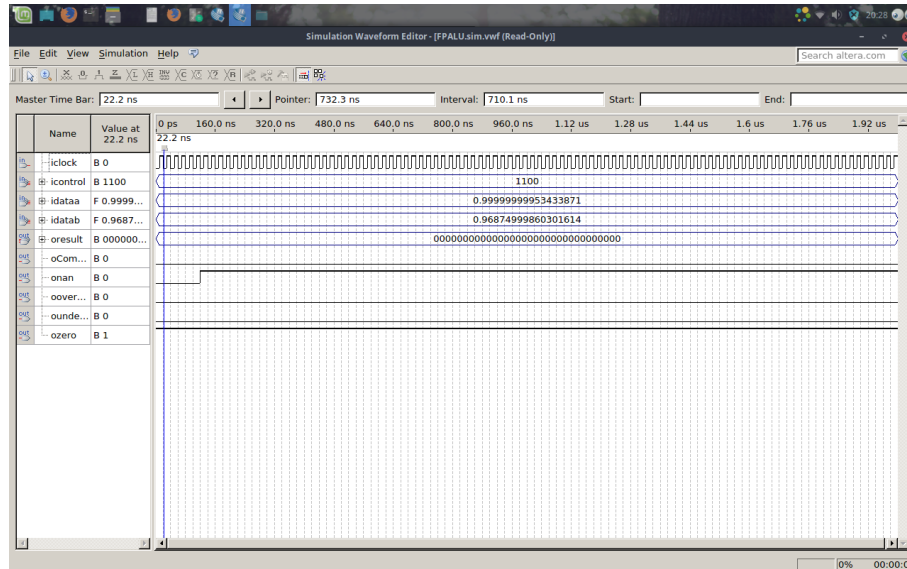 20:28
Simulation Waveform Editor - [FPALU.sim.vwf (Read-Only)]
File Edit View Simulation Help
Search altera.com
Master Time Bar: 22.2 ns Pointer: 732.3 ns Interval: 710.1 ns Start: End:
Name Value at 22.2 ns
0 ps 160.0 ns 320.0 ns 480.0 ns 640.0 ns 800.0 ns 960.0 ns 1.12 us 1.28 us 1.44 us 1.6 us 1.76 us 1.92 us
22.2 ns
iclock B 0
icontrol B 1100 1100
idataa F 0.9999... 0.99999999953433871
idatab F 0.9687... 0.96874999860301614
oresult B 000000... 00000000000000000000000000000000
oCom... B 0
onan B 0
oover... B 0
ounde... B 0
ozero B 1
0% 00:00:0